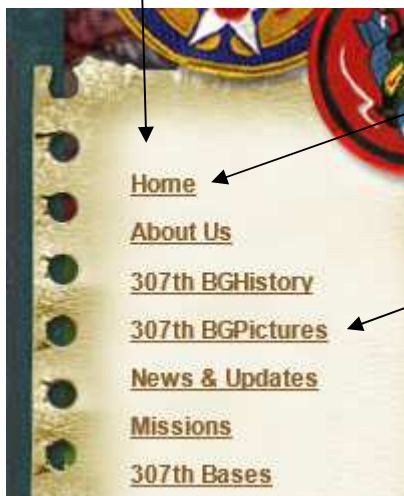 Home
About Us
307th BGHistory
307th BGPictures
News & Updates
Missions
307th Bases